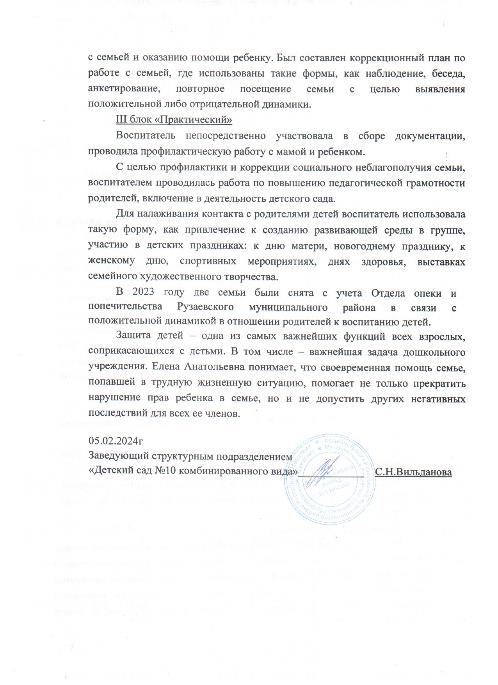 с семьей и оказанию помощи ребенку. Был составлен коррекционный план по
работе с семьей, где использованы такие формы, как наблюдение, беседа,
анкетирование, повторное посещение семьи с целью выявления
положительной либо отрицательной динамики.
III блок «Практический»
Воспитатель непосредственно участвовала в сборе документации,
проводила профилактическую работу с мамой и ребенком.
С целью профилактики и коррекции социального неблагополучия семьи,
воспитателем проводилась работа по повышению педагогической грамотности
родителей, включение в деятельность детского сада.
Для налаживания контакта с родителями детей воспитатель использовала
такую форму, как привлечение к созданию развивающей среды в группе,
участию в детских праздниках: к дню матери, новогоднему празднику, к
женскому дню, спортивных мероприятиях, днях здоровья, выставках
семейного художественного творчества.
В 2023 году две семьи были снята с учета Отдела опеки и
попечительства Рузаевского муниципального района в связи с
положительной динамикой в отношении родителей к воспитанию детей.
Защита детей – одна из самых важнейших функций всех взрослых,
соприкасающихся с детьми. В том числе – важнейшая задача дошкольного
учреждения. Елена Анатольевна понимает, что своевременная помощь семье,
попавшей в трудную жизненную ситуацию, помогает не только прекратить
нарушение прав ребенка в семье, но и не допустить других негативных
последствий для всех ее членов.
05.02.2024г
Заведующий структурным подразделением
«Детский сад №10 комбинированного вида» С.Н.Вильданова